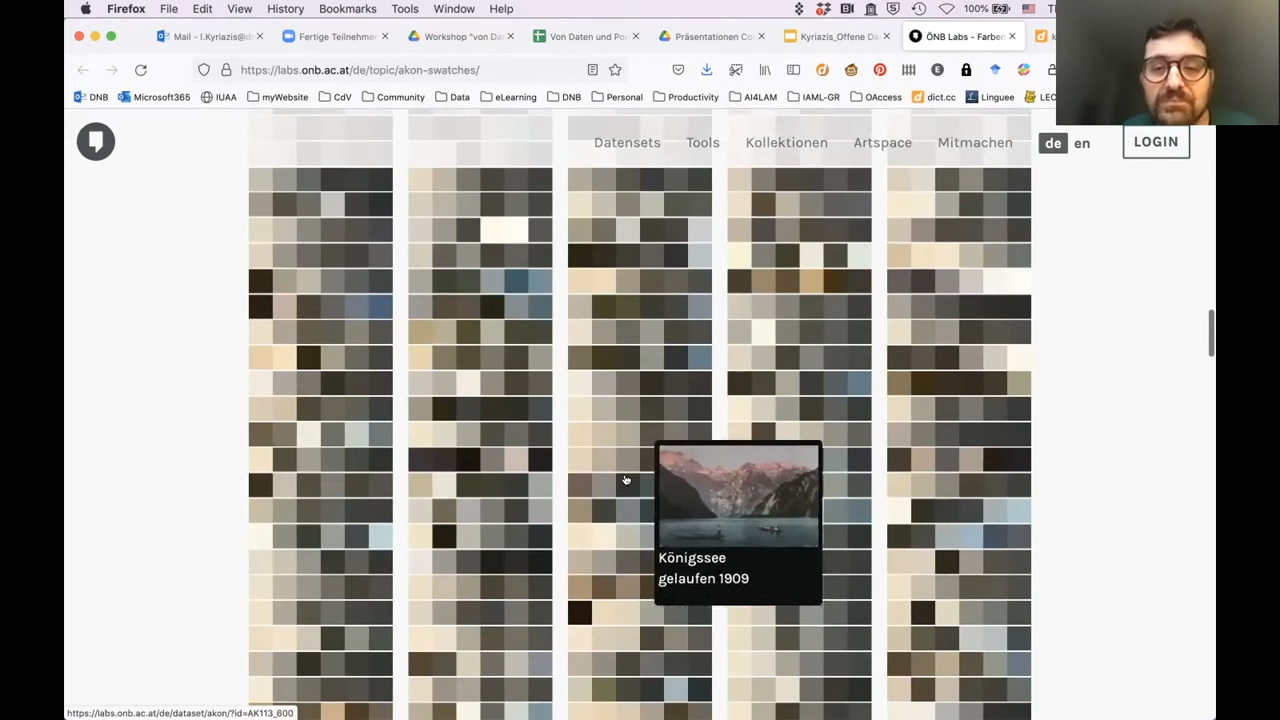 Firefox File Edit View History Bookmarks Tools Window Help 100%
Mail - I.Kyriazis@d
Fertige Teilnehmer
Workshop "von Da
Von Daten und Por
Präsentationen Co
Kyriazis_Offene Da
ÖNB Labs - Farben
https://labs.onb.ac.at/de/topic/akon-swatches/
DNB Microsoft365 IUAA myWebsite CdV Community Data eLearning DNB Personal Productivity AI4LAM IAML-GR OAccess dict.cc Linguee LEO
Datensets Tools Kollektionen Artspace Mitmachen de en LOGIN
Königssee
gelaufen 1909
https://labs.onb.ac.at/de/dataset/akon/?id=AK113_600